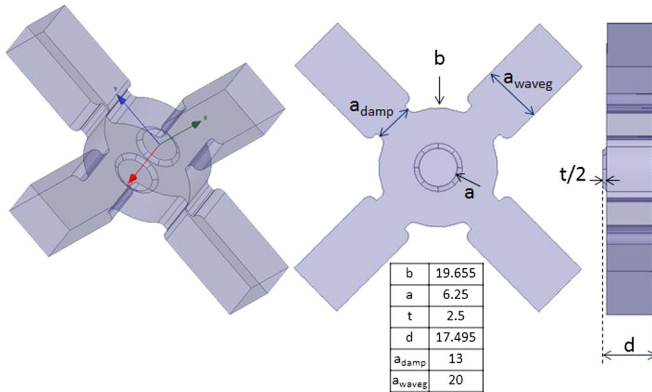 b
a_damp
a_waveg
a
t/2
d
b 19.655
a 6.25
t 2.5
d 17.495
a_damp 13
a_waveg 20